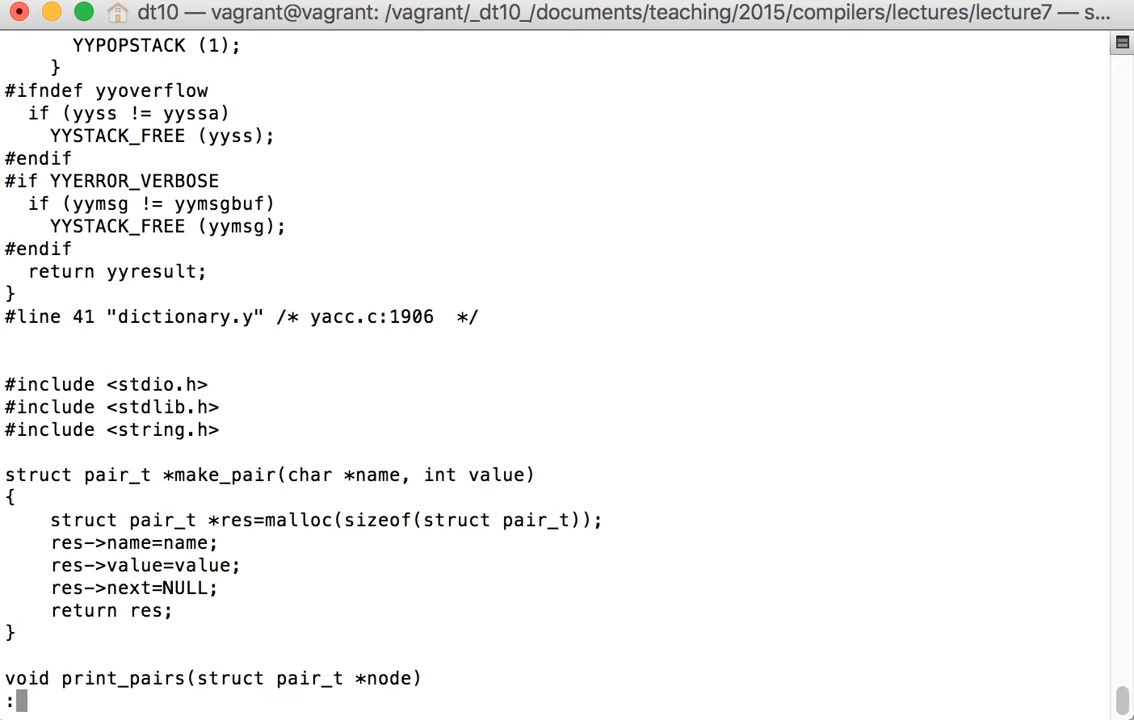 dt10 — vagrant@vagrant: /vagrant/_dt10_/documents/teaching/2015/compilers/lectures/lecture7 — s...
      YYPOPSTACK (1);
    }
#ifndef yyoverflow
  if (yyss != yyssa)
    YYSTACK_FREE (yyss);
#endif
#if YYERROR_VERBOSE
  if (yymsg != yymsgbuf)
    YYSTACK_FREE (yymsg);
#endif
  return yyresult;
}
#line 41 "dictionary.y" /* yacc.c:1906  */
#include <stdio.h>
#include <stdlib.h>
#include <string.h>
struct pair_t *make_pair(char *name, int value)
{
    struct pair_t *res=malloc(sizeof(struct pair_t));
    res->name=name;
    res->value=value;
    res->next=NULL;
    return res;
}
void print_pairs(struct pair_t *node)
: